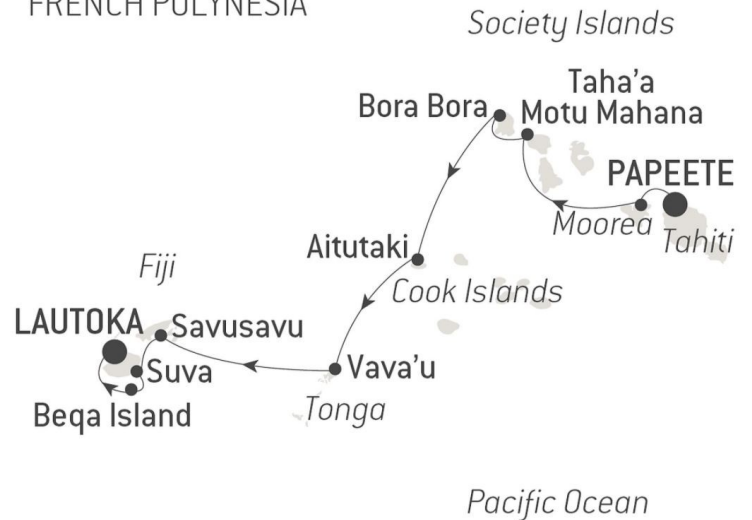 FRENCH POLYNESIA
Society Islands
Taha'a
Bora Bora
Motu Mahana
PAPEETE
Moorea
Tahiti
Aitutaki
Fiji
Cook Islands
LAUTOKA
Savusavu
Vava'u
Suva
Tonga
Beqa Island
Pacific Ocean